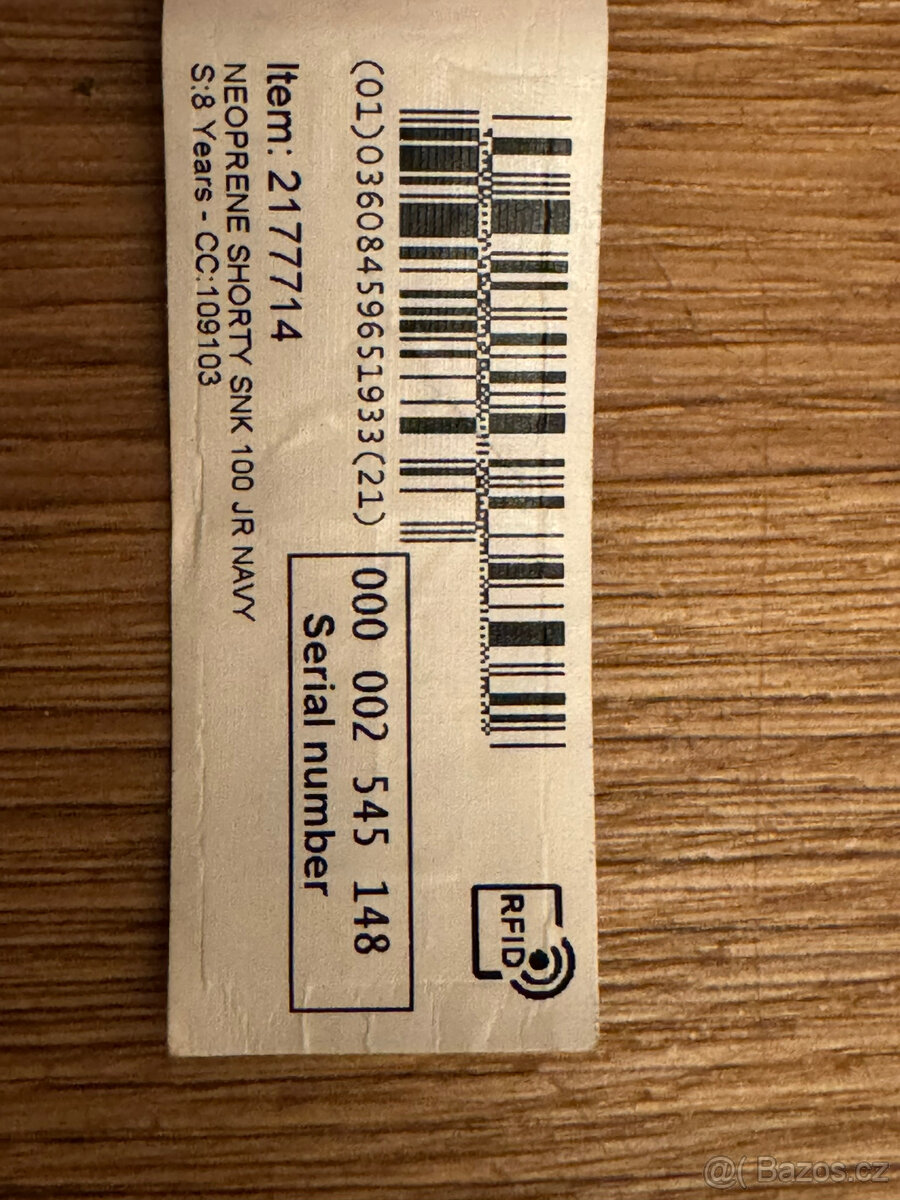 RFID
(01)03608459651933(21)000 002 545 148
Serial number
Item: 2177714
NEOPRENE SHORTY SNK 100 JR NAVY
S:8 Years - CC:109103
@( Bazos.cz